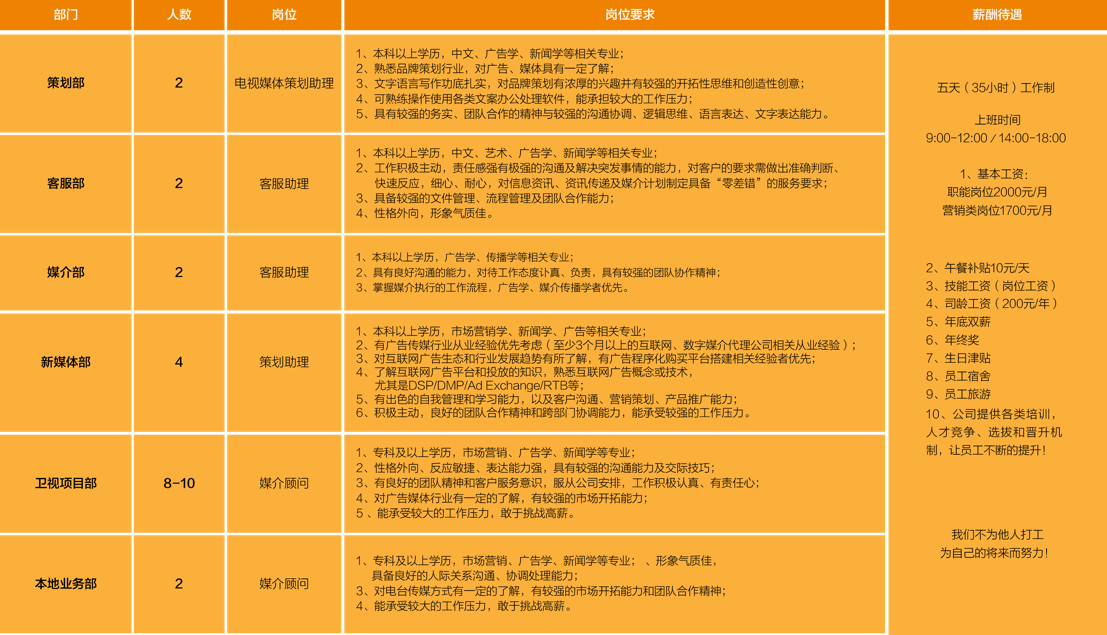 部门 人数 岗位 岗位要求 薪酬待遇
策划部 2 电视媒体策划助理
1、本科以上学历，中文、广告学、新闻学等相关专业；
2、熟悉品牌策划行业，对广告、媒体具有一定了解；
3、文字语言写作功底扎实，对品牌策划有浓厚的兴趣并有较强的开拓性思维和创造性创意；
4、可熟练操作使用各类文案办公处理软件，能承担较大的工作压力；
5、具有较强的务实、团队合作的精神与较强的沟通协调、逻辑思维、语言表达、文字表达能力。
客服部 2 客服助理
1、本科以上学历，中文、艺术、广告学、新闻学等相关专业；
2、工作积极主动，责任感强有极强的沟通及解决突发事情的能力，对客户的要求需做出准确判断、
快速反应，细心、耐心，对信息资讯、资讯传递及媒介计划制定具备“零差错”的服务要求；
3、具备较强的文件管理、流程管理及团队合作能力；
4、性格外向，形象气质佳。
媒介部 2 客服助理
1、本科以上学历，广告学、传播学等相关专业；
2、具有良好沟通的能力，对待工作态度认真、负责，具有较强的团队协作精神；
3、掌握媒介执行的工作流程，广告学、媒介传播学者优先。
新媒体部 4 策划助理
1、本科以上学历，市场营销学、新闻学、广告等相关专业；
2、有广告传媒行业从业经验优先考虑（至少3个月以上的互联网、数字媒介代理公司相关从业经验）；
3、对互联网广告生态和行业发展趋势有所了解，有广告程序化购买平台搭建相关经验者优先；
4、了解互联网广告平台和投放的知识，熟悉互联网广告概念或技术，
尤其是DSP/DMP/Ad Exchange/RTB等；
5、有出色的自我管理和学习能力，以及客户沟通、营销策划、产品推广能力；
6、积极主动，良好的团队合作精神和跨部门协调能力，能承受较强的工作压力。
卫视项目部 8-10 媒介顾问
1、专科及以上学历，市场营销、广告学、新闻学等专业；
2、性格外向、反应敏捷、表达能力强，具有较强的沟通能力及交际技巧；
3、有良好的团队精神和客户服务意识，服从公司安排，工作积极认真、有责任心；
4、对广告媒体行业有一定的了解，有较强的市场开拓能力；
5 、能承受较大的工作压力，敢于挑战高薪。
本地业务部 2 媒介顾问
1、专科及以上学历，市场营销、广告学、新闻学等专业； 、形象气质佳，
具备良好的人际关系沟通、协调处理能力；
3、对电台传媒方式有一定的了解，有较强的市场开拓能力和团队合作精神；
4、能承受较大的工作压力，敢于挑战高薪。
五天（35小时）工作制
上班时间
9:00-12:00 / 14:00-18:00
1、基本工资：
职能岗位2000元/月
营销类岗位1700元/月
2、午餐补贴10元/天
3、技能工资（岗位工资）
4、司龄工资（200元/年）
5、年底双薪
6、年终奖
7、生日津贴
8、员工宿舍
9、员工旅游
10、公司提供各类培训，
人才竞争、选拔和晋升机
制，让员工不断的提升！
我们不为他人打工
为自己的将来而努力！